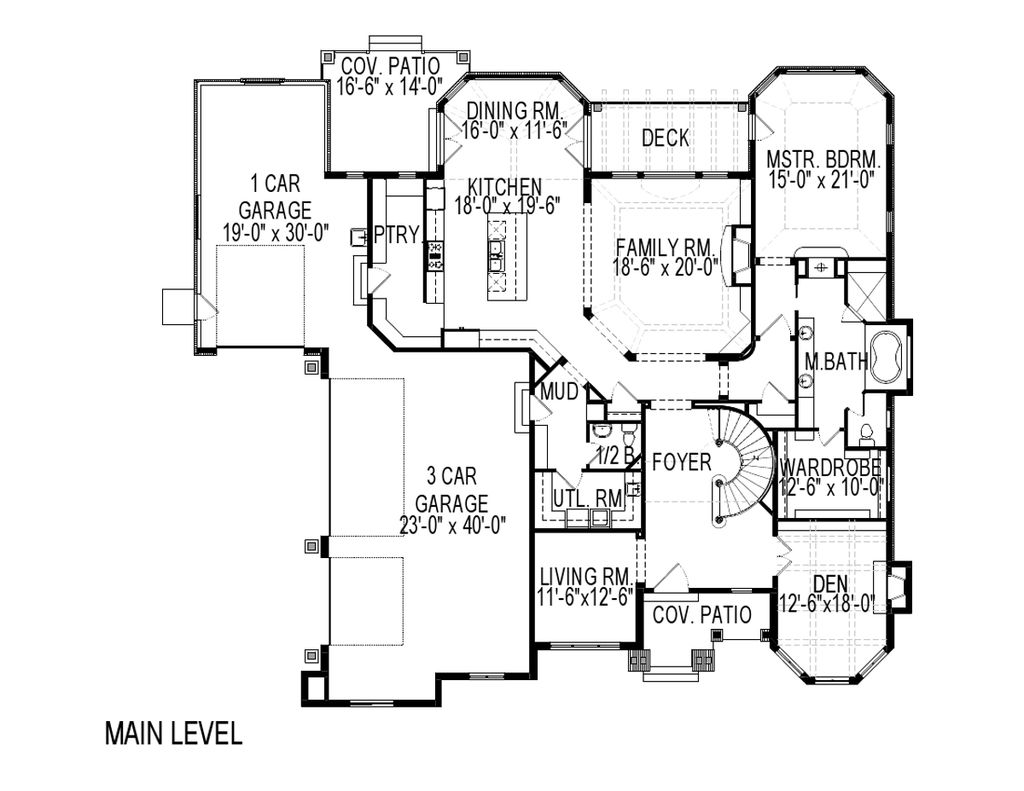 COV. PATIO
16'-6" x 14'-0"
DINING RM.
16'-0" x 11'-6"
DECK
MSTR. BDRM.
15'-0" x 21'-0"
1 CAR
GARAGE
19'-0" x 30'-0"
PTRY.
KITCHEN
18'-0" x 19'-6"
FAMILY RM.
18'-6" x 20'-0"
M.BATH
MUD
1/2 B.
FOYER
WARDROBE
12'-6" x 10'-0"
3 CAR
GARAGE
23'-0" x 40'-0"
UTL. RM
LIVING RM.
11'-6"x12'-6"
COV. PATIO
DEN
12'-6"x18'-0"
MAIN LEVEL